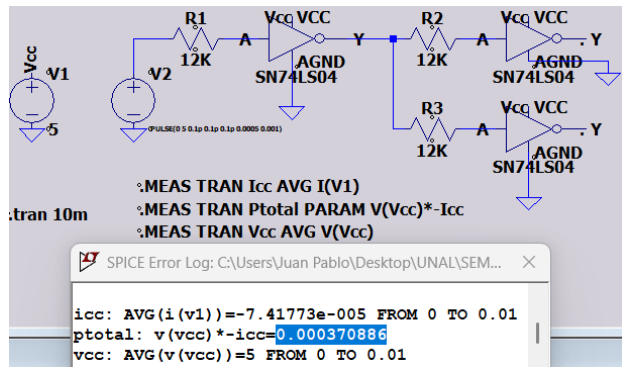 R1 Vcc VCC R2 Vcc VCC
Vcc V1 V2 12K A Y AGND SN74LS04 12K A Y AGND SN74LS04
5 PULSE(0 5 0.1p 0.1p 0.1p 0.0005 0.001) R3 Vcc VCC
12K A Y AGND SN74LS04
.MEAS TRAN Icc AVG I(V1)
.tran 10m .MEAS TRAN Ptotal PARAM V(Vcc)*-Icc
.MEAS TRAN Vcc AVG V(Vcc)
SPICE Error Log: C:\Users\Juan Pablo\Desktop\UNAL\SEM...
icc: AVG(i(v1))=-7.41773e-005 FROM 0 TO 0.01
ptotal: v(vcc)*-icc=0.000370886
vcc: AVG(v(vcc))=5 FROM 0 TO 0.01